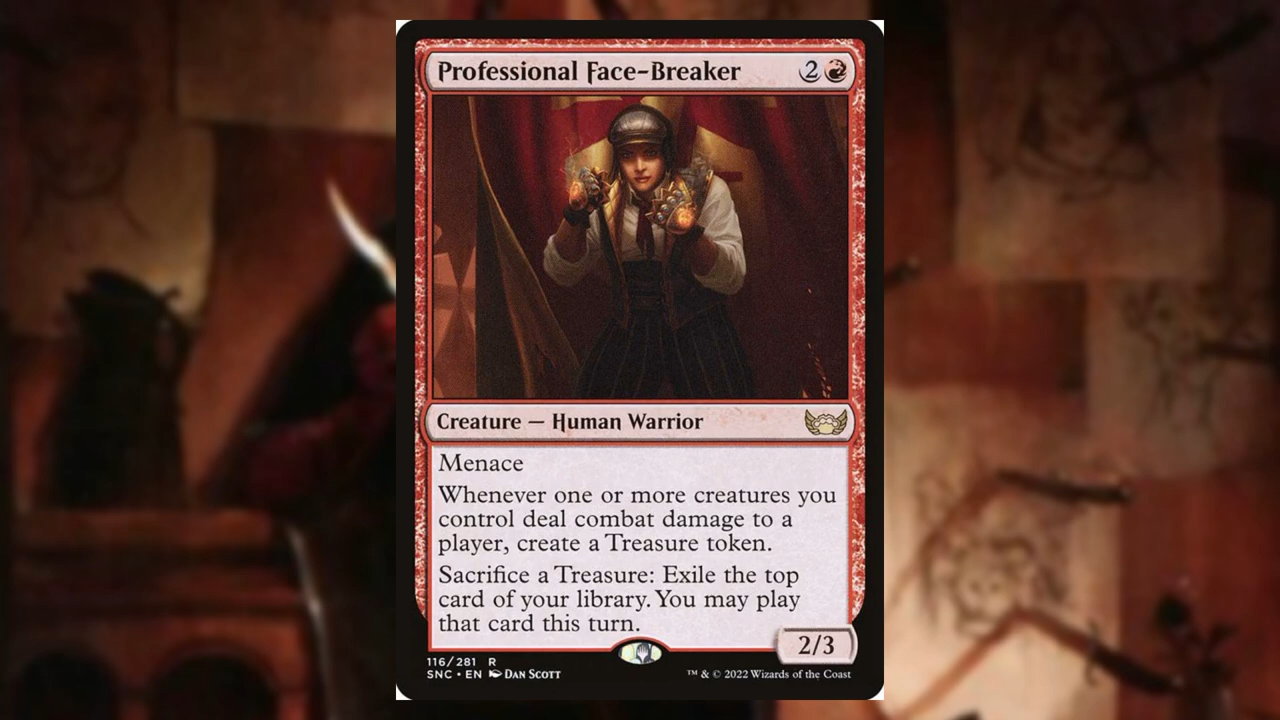 Professional Face-Breaker 2
Creature — Human Warrior
Menace
Whenever one or more creatures you
control deal combat damage to a
player, create a Treasure token.
Sacrifice a Treasure: Exile the top
card of your library. You may play
that card this turn.
2/3
116/281 R
SNC • EN DAN SCOTT
™ & © 2022 Wizards of the Coast